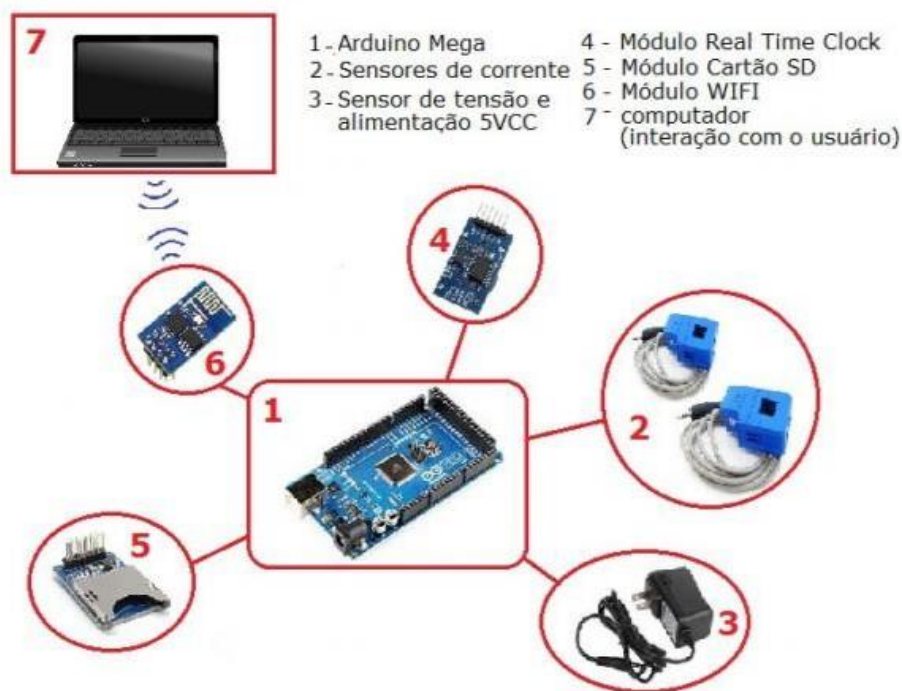 7
1- Arduino Mega
2- Sensores de corrente
3- Sensor de tensão e
alimentação 5VCC
4 - Módulo Real Time Clock
5 - Módulo Cartão SD
6 - Módulo WIFI
7 - computador
(interação com o usuário)
4
6
1
2
5
3